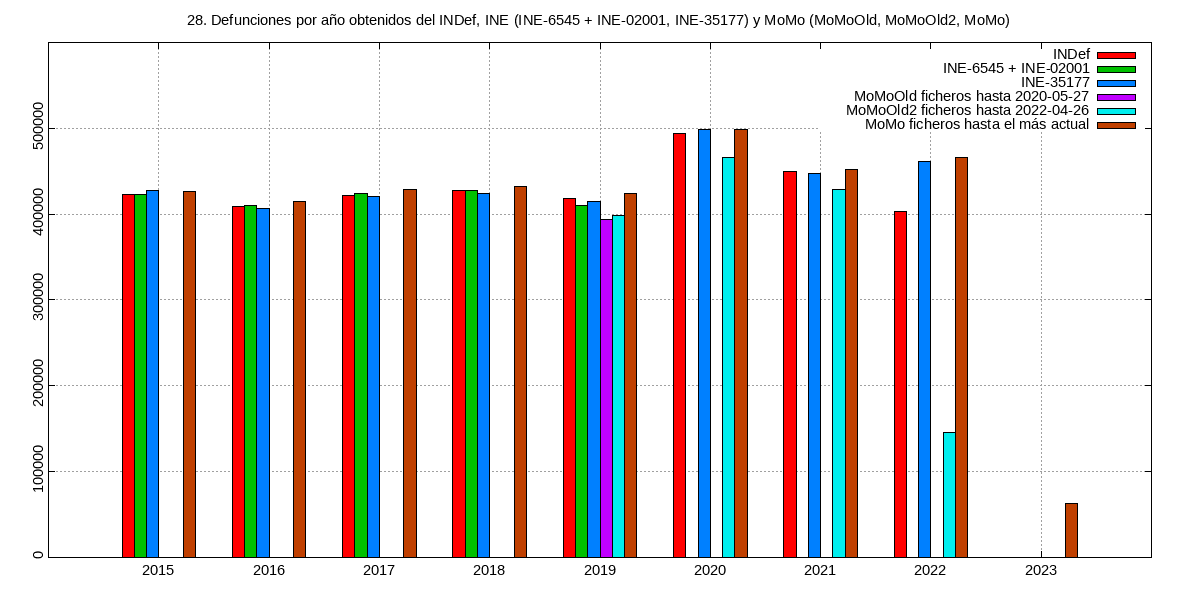 28. Defunciones por año obtenidos del INDef, INE (INE-6545 + INE-02001, INE-35177) y MoMo (MoMoOld, MoMoOld2, MoMo)
INDef
INE-6545 + INE-02001
INE-35177
MoMoOld ficheros hasta 2020-05-27
MoMoOld2 ficheros hasta 2022-04-26
MoMo ficheros hasta el más actual
500000
400000
300000
200000
100000
0
2015 2016 2017 2018 2019 2020 2021 2022 2023